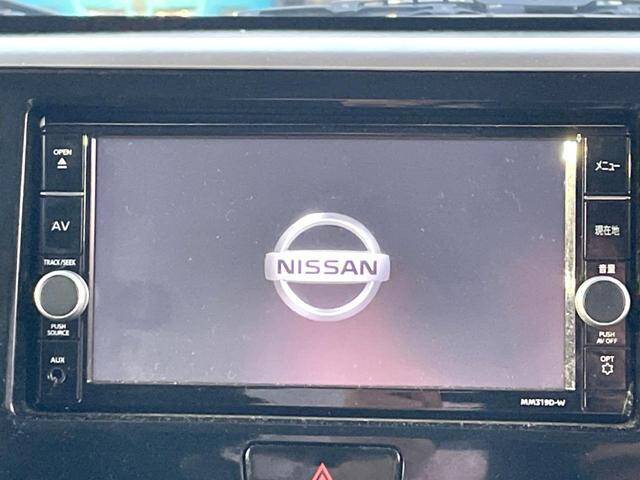 OPEN
AV
TRACK/SEEK
PUSH
SOURCE
AUX
NISSAN
メニュー
現在地
音量
PUSH
AV OFF
OPT
MM319D-W